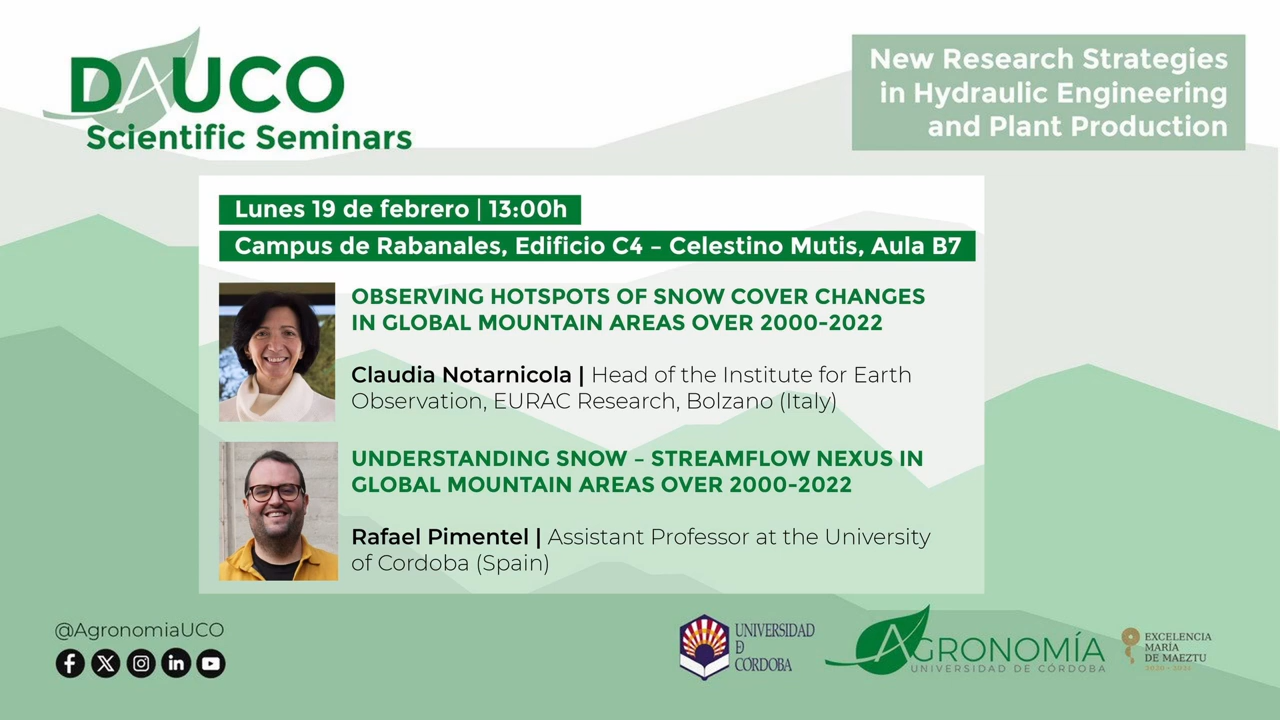 DAUCO
Scientific Seminars
New Research Strategies
in Hydraulic Engineering
and Plant Production
Lunes 19 de febrero | 13:00h
Campus de Rabanales, Edificio C4 – Celestino Mutis, Aula B7
OBSERVING HOTSPOTS OF SNOW COVER CHANGES
IN GLOBAL MOUNTAIN AREAS OVER 2000-2022
Claudia Notarnicola | Head of the Institute for Earth
Observation, EURAC Research, Bolzano (Italy)
UNDERSTANDING SNOW – STREAMFLOW NEXUS IN
GLOBAL MOUNTAIN AREAS OVER 2000-2022
Rafael Pimentel | Assistant Professor at the University
of Cordoba (Spain)
@AgronomiaUCO
UNIVERSIDAD
Ð
CÓRDOBA
AGRONOMÍA
UNIVERSIDAD DE CÓRDOBA
EXCELENCIA
MARÍA
DE MAEZTU